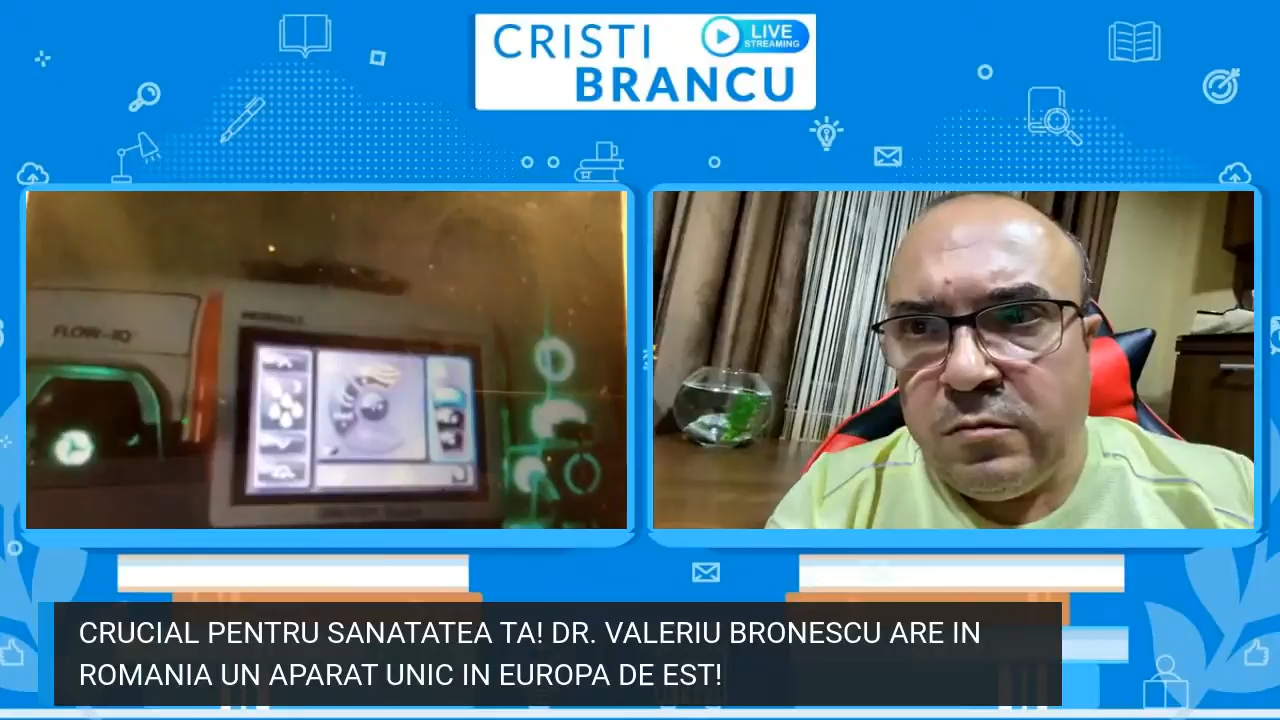 CRISTI
LIVE
STREAMING
BRANCU
FLOW-IQ
CRUCIAL PENTRU SANATATEA TA! DR. VALERIU BRONESCU ARE IN
ROMANIA UN APARAT UNIC IN EUROPA DE EST!